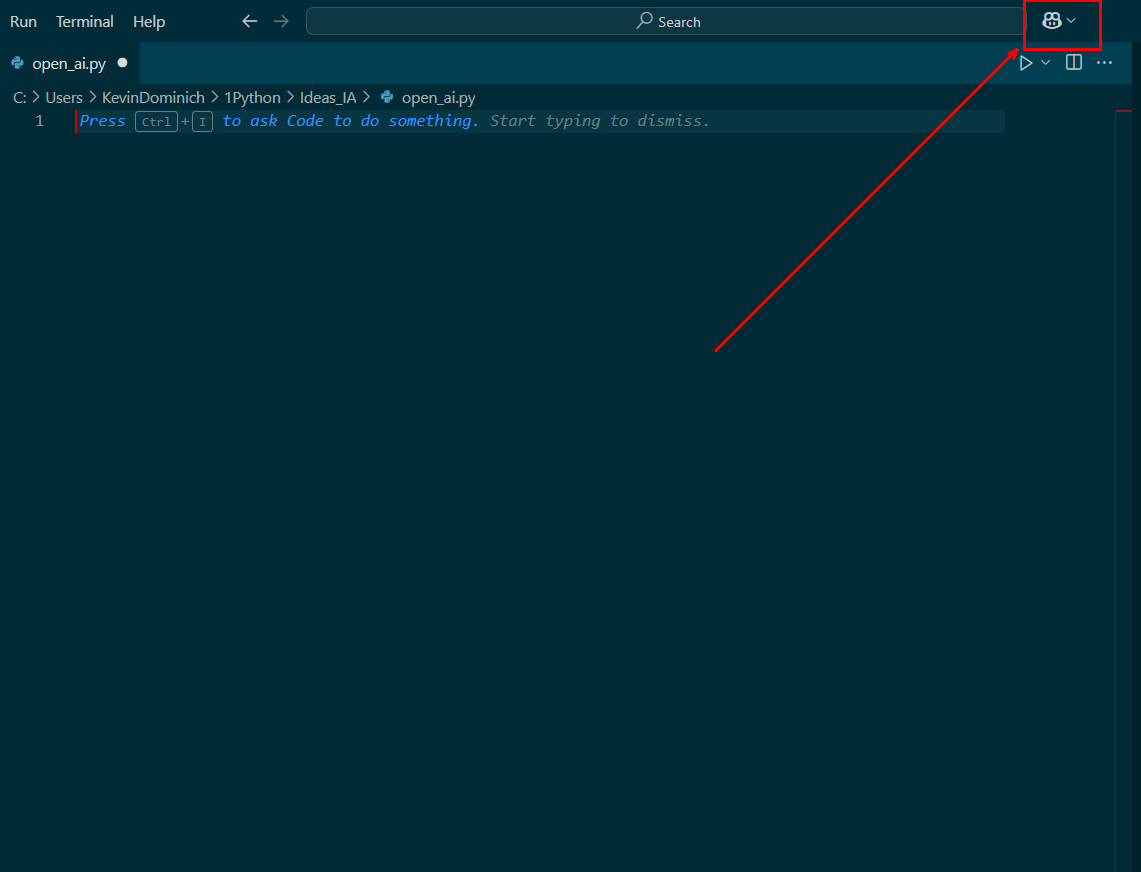 Run Terminal Help Search
open_ai.py
C: > Users > KevinDominich > 1Python > Ideas_IA > open_ai.py
1 Press Ctrl+I to ask Code to do something. Start typing to dismiss.